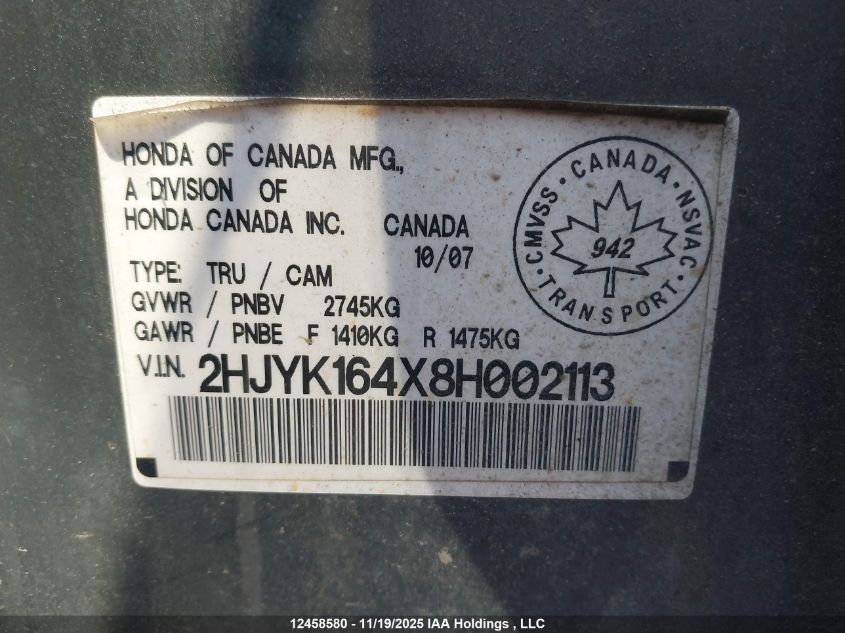 HONDA OF CANADA MFG.,
A DIVISION OF
HONDA CANADA INC. CANADA
10/07
TYPE: TRU / CAM
GVWR / PNBV 2745KG
GAWR / PNBE F 1410KG R 1475KG
V.I.N. 2HJYK164X8H002113
CMVSS · CANADA · NSVAC · TRANSPORT ·
942
12458580 - 11/19/2025 IAA Holdings , LLC